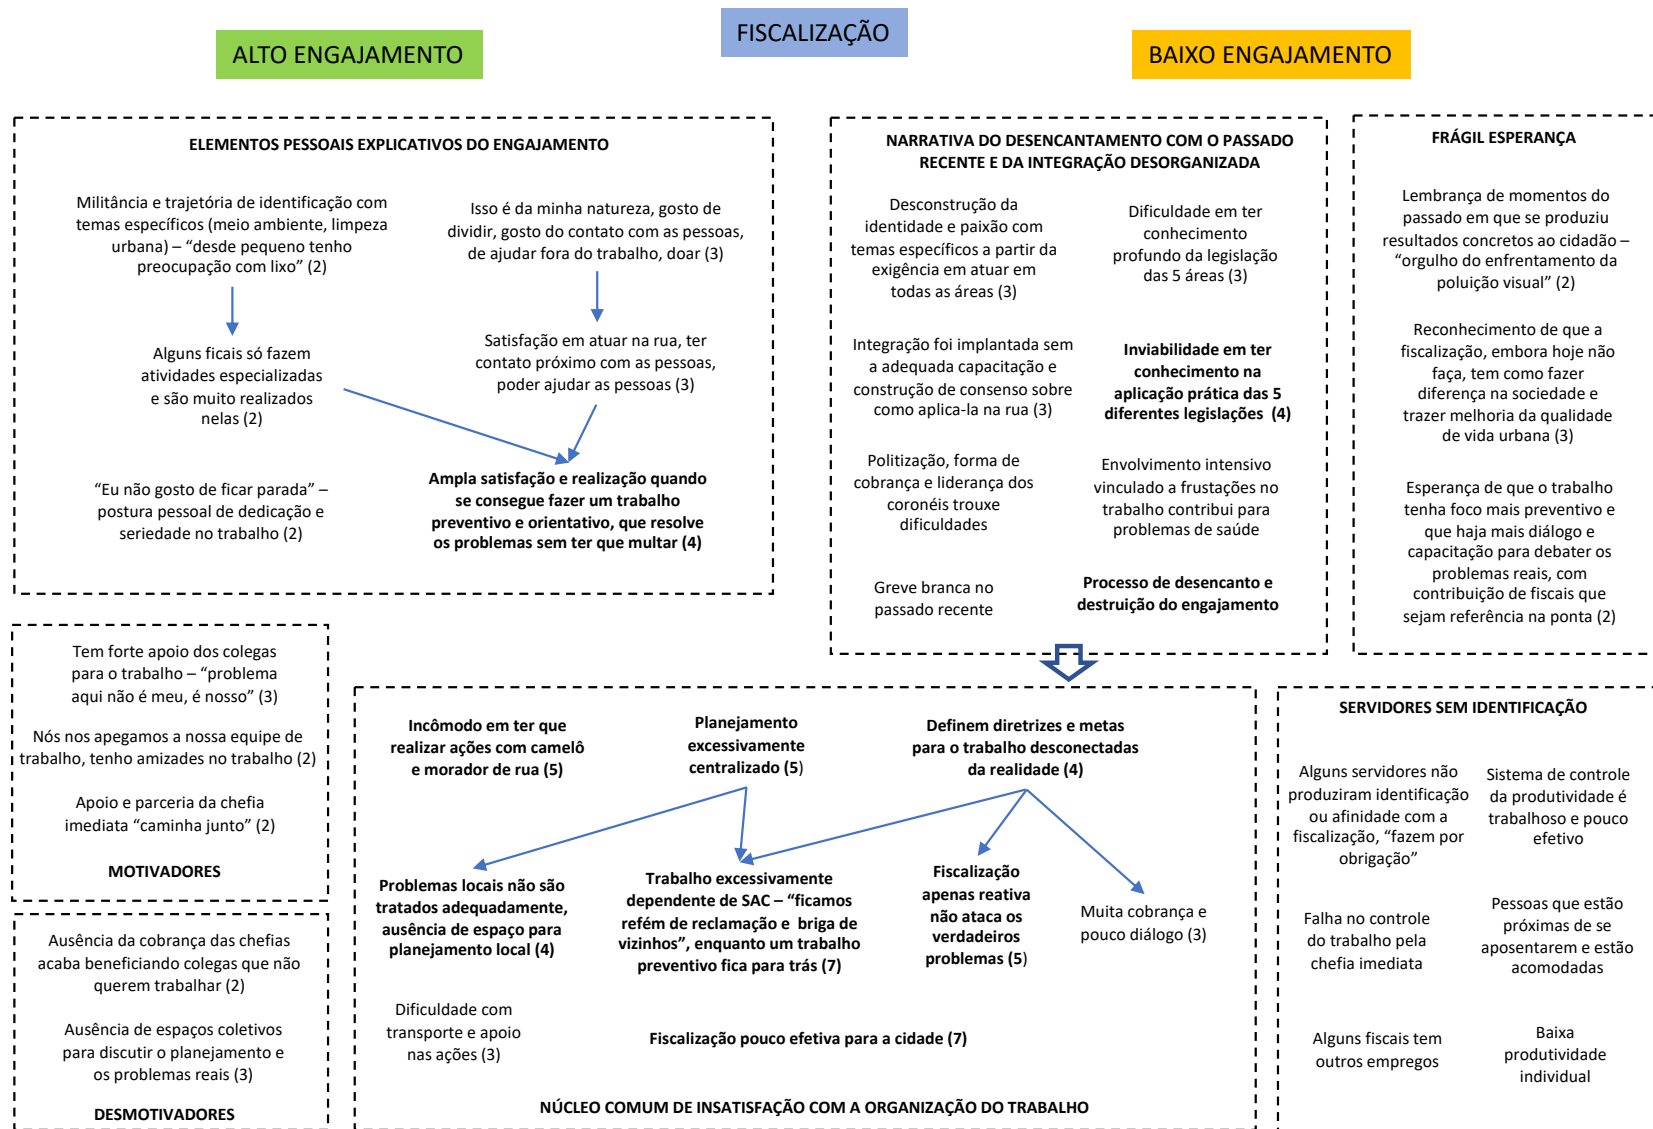 FISCALIZAÇÃO
ALTO ENGAJAMENTO
BAIXO ENGAJAMENTO
ELEMENTOS PESSOAIS EXPLICATIVOS DO ENGAJAMENTO
Militância e trajetória de identificação com
temas específicos (meio ambiente, limpeza
urbana) – “desde pequeno tenho
preocupação com lixo” (2)
Isso é da minha natureza, gosto de
dividir, gosto do contato com as pessoas,
de ajudar fora do trabalho, doar (3)
Alguns ficais só fazem
atividades especializadas
e são muito realizados
nelas (2)
Satisfação em atuar na rua, ter
contato próximo com as pessoas,
poder ajudar as pessoas (3)
“Eu não gosto de ficar parada” –
postura pessoal de dedicação e
seriedade no trabalho (2)
Ampla satisfação e realização quando
se consegue fazer um trabalho
preventivo e orientativo, que resolve
os problemas sem ter que multar (4)
NARRATIVA DO DESENCANTAMENTO COM O PASSADO
RECENTE E DA INTEGRAÇÃO DESORGANIZADA
Desconstrução da
identidade e paixão com
temas específicos a partir da
exigência em atuar em
todas as áreas (3)
Dificuldade em ter
conhecimento
profundo da legislação
das 5 áreas (3)
Integração foi implantada sem
a adequada capacitação e
construção de consenso sobre
como aplica-la na rua (3)
Inviabilidade em ter
conhecimento na
aplicação prática das 5
diferentes legislações (4)
Politização, forma de
cobrança e liderança dos
coronéis trouxe
dificuldades
Envolvimento intensivo
vinculado a frustações no
trabalho contribui para
problemas de saúde
Greve branca no
passado recente
Processo de desencanto e
destruição do engajamento
FRÁGIL ESPERANÇA
Lembrança de momentos do
passado em que se produziu
resultados concretos ao cidadão –
“orgulho do enfrentamento da
poluição visual” (2)
Reconhecimento de que a
fiscalização, embora hoje não
faça, tem como fazer
diferença na sociedade e
trazer melhoria da qualidade
de vida urbana (3)
Esperança de que o trabalho
tenha foco mais preventivo e
que haja mais diálogo e
capacitação para debater os
problemas reais, com
contribuição de fiscais que
sejam referência na ponta (2)
Tem forte apoio dos colegas
para o trabalho – “problema
aqui não é meu, é nosso” (3)
Nós nos apegamos a nossa equipe de
trabalho, tenho amizades no trabalho (2)
Apoio e parceria da chefia
imediata “caminha junto” (2)
MOTIVADORES
Ausência da cobrança das chefias
acaba beneficiando colegas que não
querem trabalhar (2)
Ausência de espaços coletivos
para discutir o planejamento e
os problemas reais (3)
DESMOTIVADORES
Incômodo em ter que
realizar ações com camelô
e morador de rua (5)
Planejamento
excessivamente
centralizado (5)
Definem diretrizes e metas
para o trabalho desconectadas
da realidade (4)
Problemas locais não são
tratados adequadamente,
ausência de espaço para
planejamento local (4)
Trabalho excessivamente
dependente de SAC – “ficamos
refém de reclamação e briga de
vizinhos”, enquanto um trabalho
preventivo fica para trás (7)
Fiscalização
apenas reativa
não ataca os
verdadeiros
problemas (5)
Muita cobrança e
pouco diálogo (3)
Dificuldade com
transporte e apoio
nas ações (3)
Fiscalização pouco efetiva para a cidade (7)
NÚCLEO COMUM DE INSATISFAÇÃO COM A ORGANIZAÇÃO DO TRABALHO
SERVIDORES SEM IDENTIFICAÇÃO
Alguns servidores não
produziram identificação
ou afinidade com a
fiscalização, “fazem por
obrigação”
Sistema de controle
da produtividade é
trabalhoso e pouco
efetivo
Falha no controle
do trabalho pela
chefia imediata
Pessoas que estão
próximas de se
aposentarem e estão
acomodadas
Alguns fiscais tem
outros empregos
Baixa
produtividade
individual